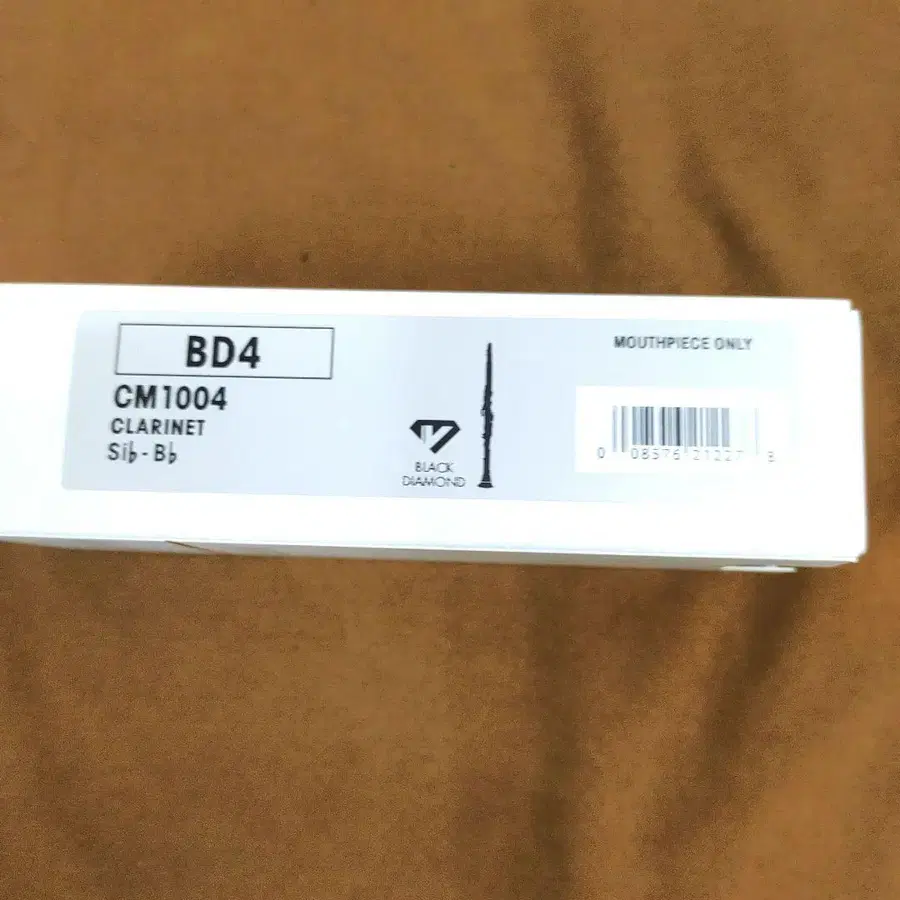 BD4
CM1004
CLARINET
Si♭ - B♭
BLACK
DIAMOND
MOUTHPIECE ONLY
0 08576 21227 8